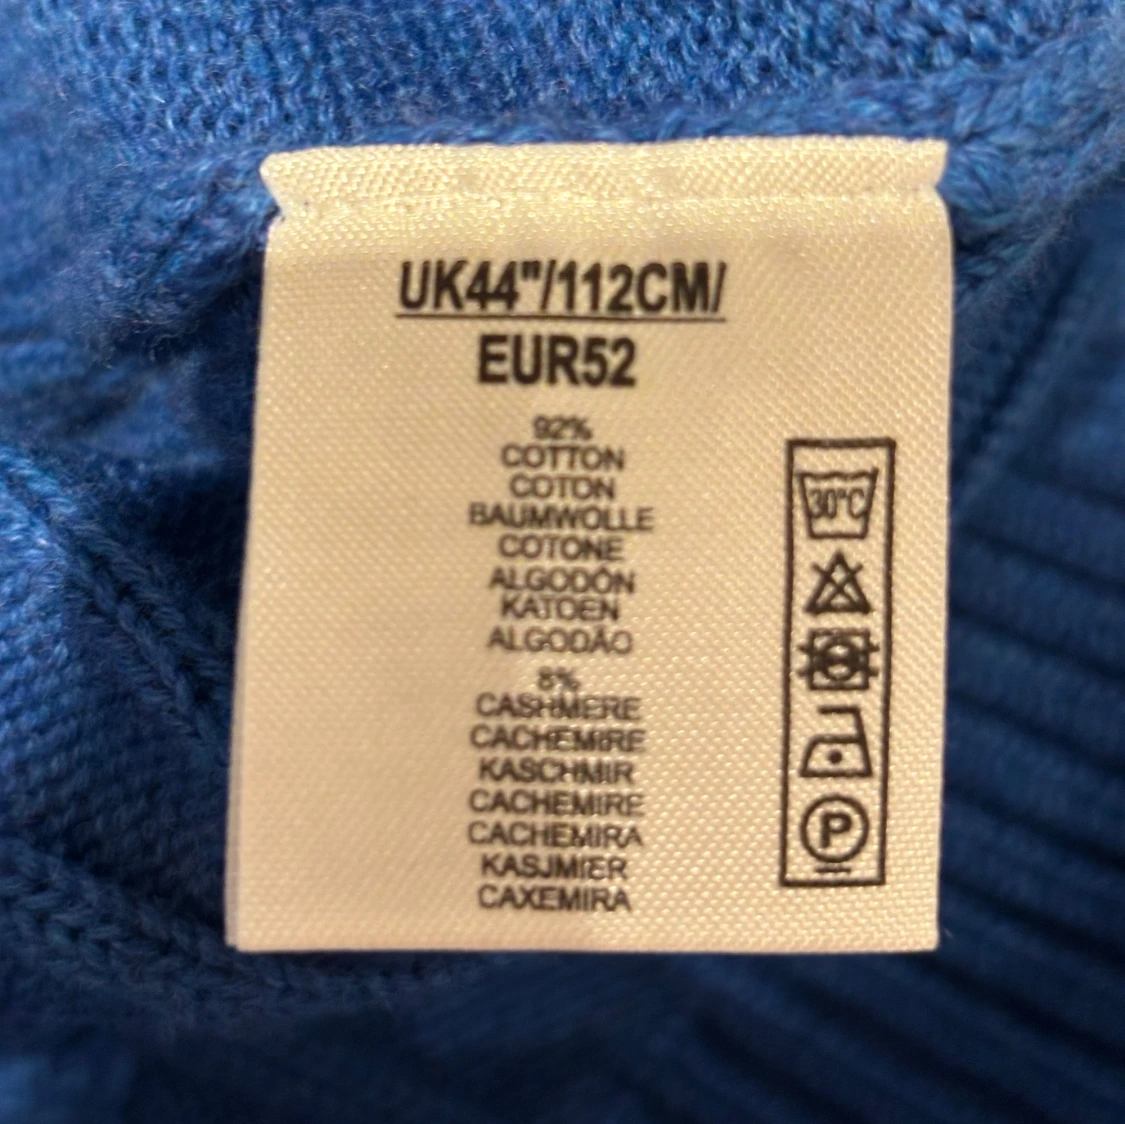 UK44"/112CM/
EUR52
92%
COTTON
COTON
BAUMWOLLE
COTONE
ALGODÓN
KATOEN
ALGODÃO
8%
CASHMERE
CACHEMIRE
KASCHMIR
CACHEMIRE
CACHEMIRA
KASJMIER
CAXEMIRA
30°C
P